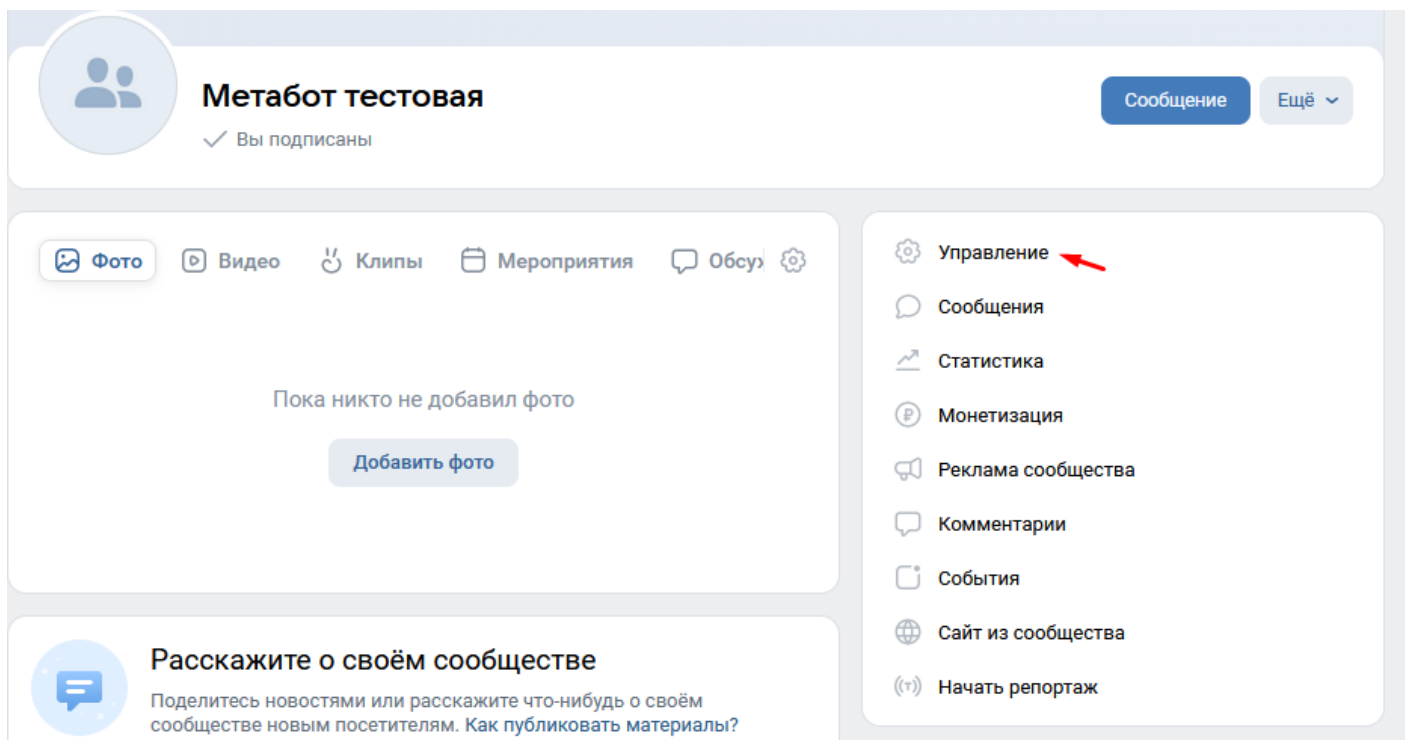 Метабот тестовая
Вы подписаны
Сообщение
Ещё
Фото
Видео
Клипы
Мероприятия
Обсу
Пока никто не добавил фото
Добавить фото
Расскажите о своём сообществе
Поделитесь новостями или расскажите что-нибудь о своём
сообществе новым посетителям. Как публиковать материалы?
Управление
Сообщения
Статистика
Монетизация
Реклама сообщества
Комментарии
События
Сайт из сообщества
Начать репортаж